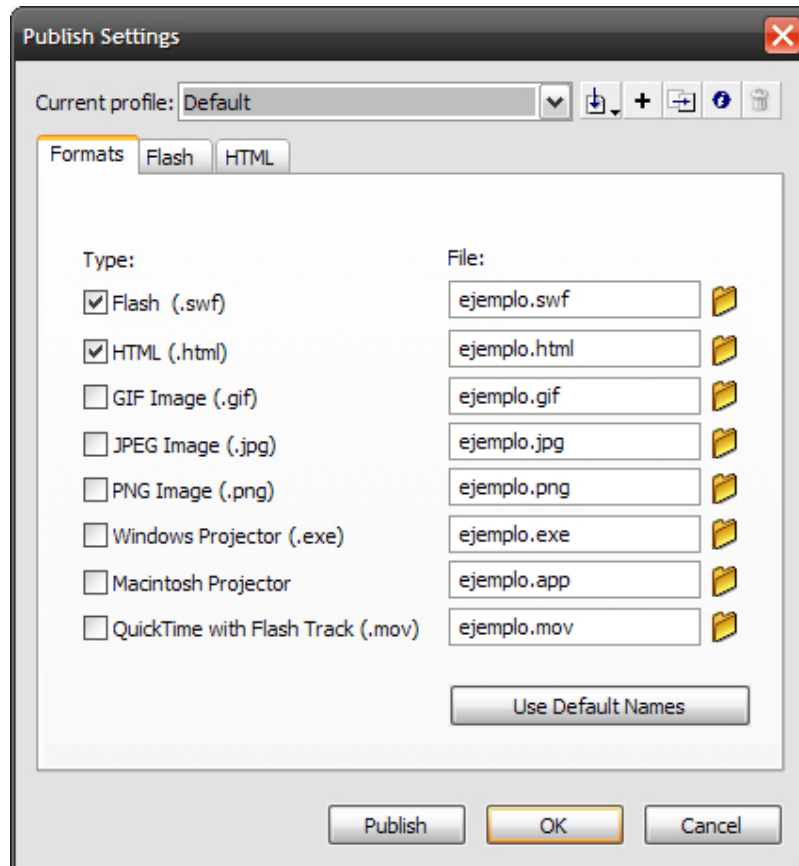 Publish Settings
Current profile: Default
Formats Flash HTML
Type: File:
Flash (.swf) ejemplo.swf
HTML (.html) ejemplo.html
GIF Image (.gif) ejemplo.gif
JPEG Image (.jpg) ejemplo.jpg
PNG Image (.png) ejemplo.png
Windows Projector (.exe) ejemplo.exe
Macintosh Projector ejemplo.app
QuickTime with Flash Track (.mov) ejemplo.mov
Use Default Names
Publish OK Cancel